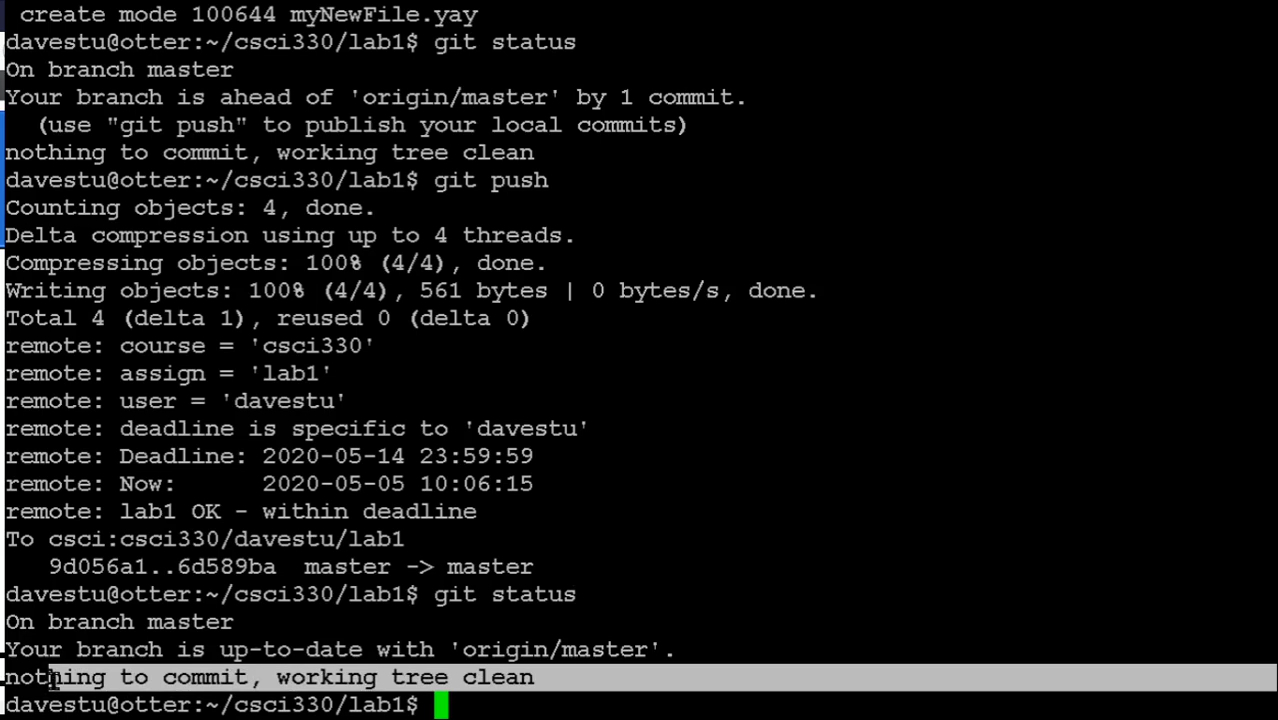 create mode 100644 myNewFile.yay
davestu@otter:~/csci330/lab1$ git status
On branch master
Your branch is ahead of 'origin/master' by 1 commit.
  (use "git push" to publish your local commits)
nothing to commit, working tree clean
davestu@otter:~/csci330/lab1$ git push
Counting objects: 4, done.
Delta compression using up to 4 threads.
Compressing objects: 100% (4/4), done.
Writing objects: 100% (4/4), 561 bytes | 0 bytes/s, done.
Total 4 (delta 1), reused 0 (delta 0)
remote: course = 'csci330'
remote: assign = 'lab1'
remote: user = 'davestu'
remote: deadline is specific to 'davestu'
remote: Deadline: 2020-05-14 23:59:59
remote: Now:      2020-05-05 10:06:15
remote: lab1 OK - within deadline
To csci:csci330/davestu/lab1
   9d056a1..6d589ba  master -> master
davestu@otter:~/csci330/lab1$ git status
On branch master
Your branch is up-to-date with 'origin/master'.
nothing to commit, working tree clean
davestu@otter:~/csci330/lab1$